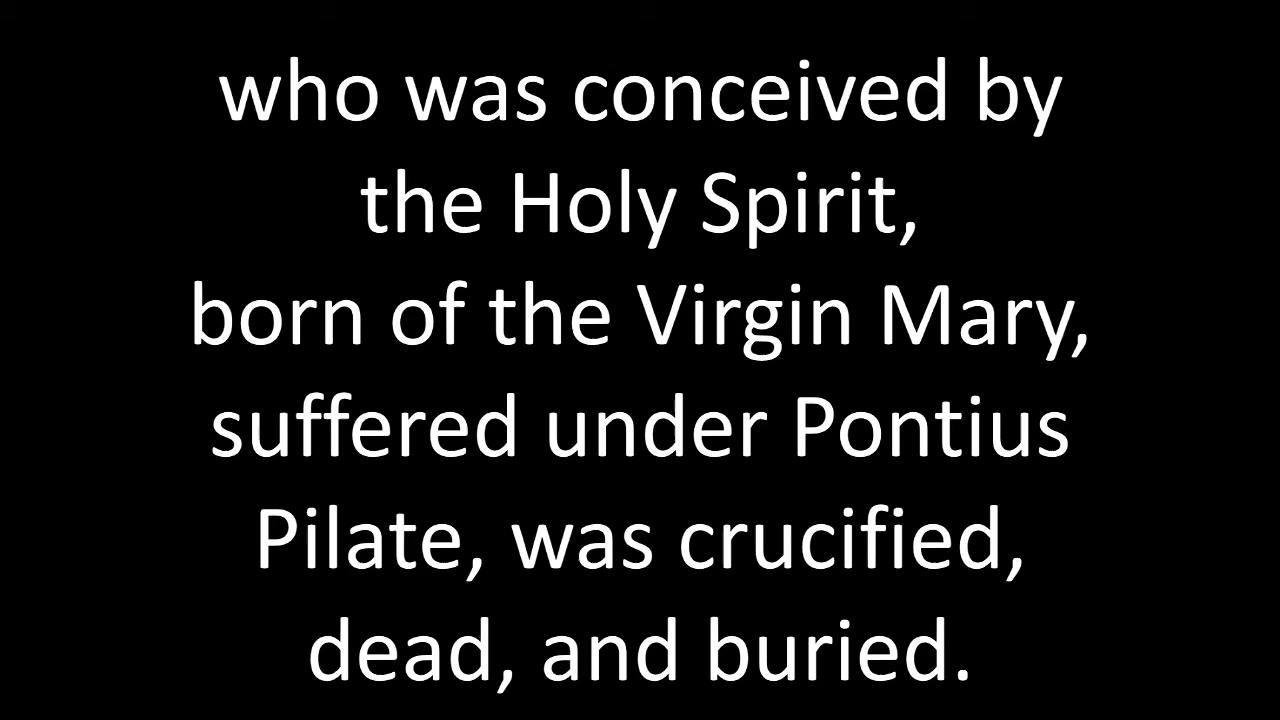 who was conceived by
the Holy Spirit,
born of the Virgin Mary,
suffered under Pontius
Pilate, was crucified,
dead, and buried.